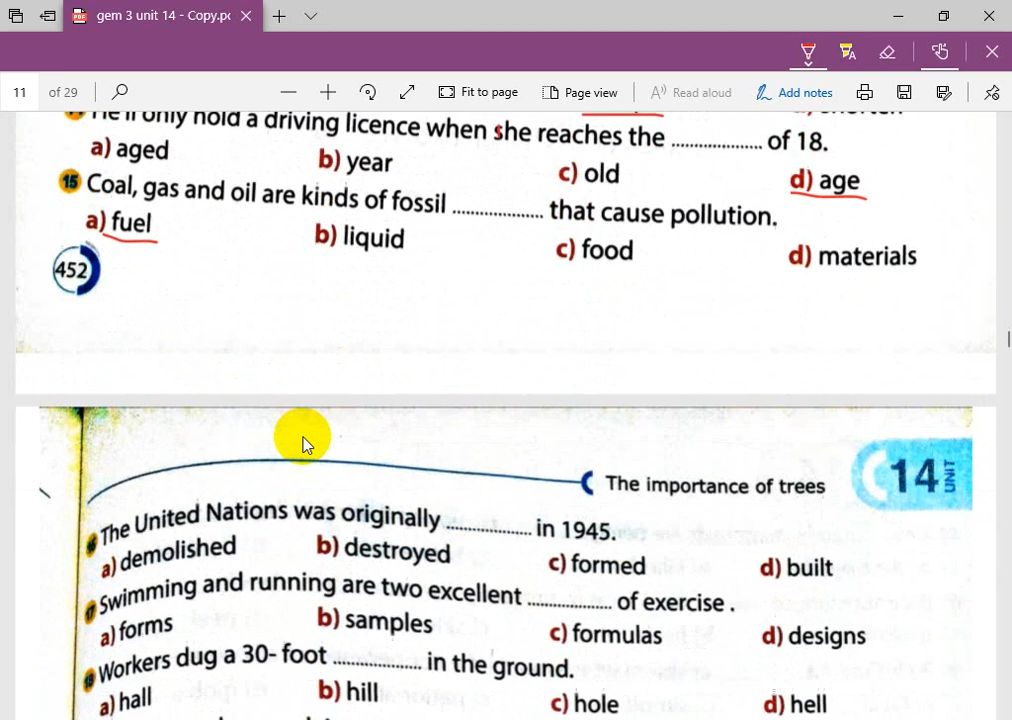 gem 3 unit 14 - Copy.pc
11 of 29 Fit to page Page view Read aloud Add notes
only hold a driving licence when she reaches the .................... of 18.
a) aged b) year c) old d) age
15 Coal, gas and oil are kinds of fossil .................... that cause pollution.
a) fuel b) liquid c) food d) materials
452
The importance of trees 14 UNIT
The United Nations was originally .................... in 1945.
a) demolished b) destroyed c) formed d) built
17 Swimming and running are two excellent .................... of exercise .
a) forms b) samples c) formulas d) designs
18 Workers dug a 30- foot .................... in the ground.
a) hall b) hill c) hole d) hell